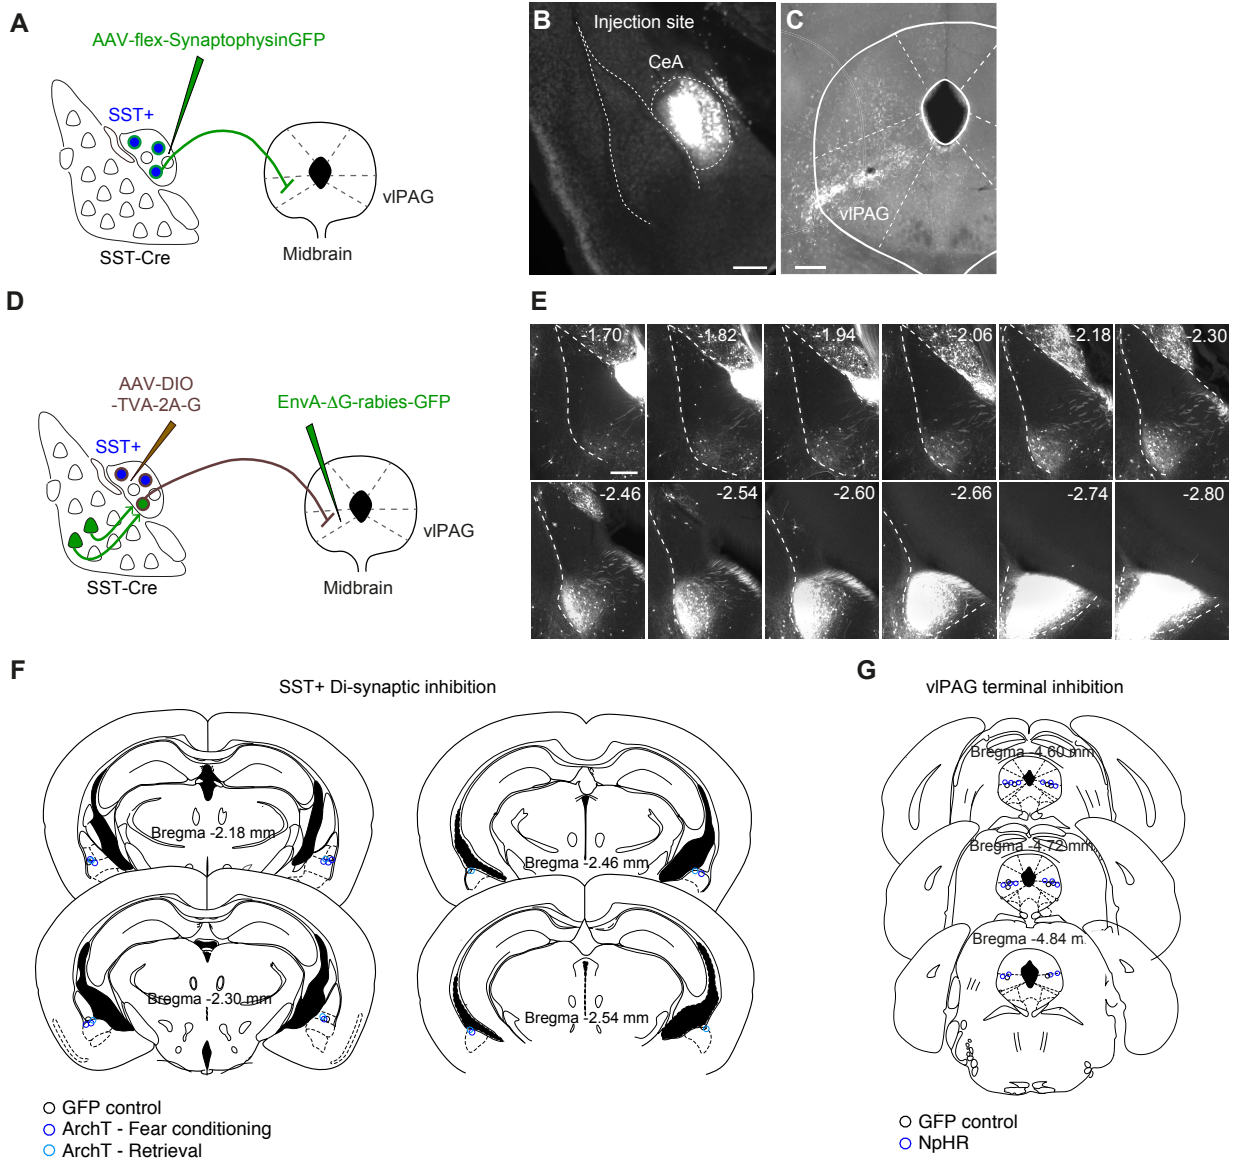 A
AAV-flex-SynaptophysinGFP
SST+
vlPAG
SST-Cre
Midbrain
B
Injection site
CeA
C
vlPAG
D
AAV-DIO
-TVA-2A-G
EnvA-ΔG-rabies-GFP
SST+
vlPAG
SST-Cre
Midbrain
E
-1.70
-1.82
-1.94
-2.06
-2.18
-2.30
-2.46
-2.54
-2.60
-2.66
-2.74
-2.80
F
SST+ Di-synaptic inhibition
Bregma -2.18 mm
Bregma -2.46 mm
Bregma -2.30 mm
Bregma -2.54 mm
GFP control
ArchT - Fear conditioning
ArchT - Retrieval
G
vlPAG terminal inhibition
Bregma -4.60 mm
Bregma -4.72 mm
Bregma -4.84 m
GFP control
NpHR